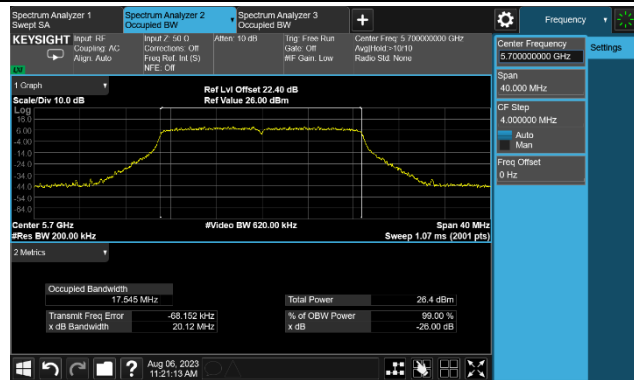 Spectrum Analyzer 1
Swept SA
Spectrum Analyzer 2
Occupied BW
Spectrum Analyzer 3
Occupied BW
Frequency
KEYSIGHT
Input: RF
Coupling: AC
Align: Auto
Input Z: 50 Ω
Corrections: Off
Freq Ref: Int (S)
NFE: Off
Atten: 10 dB
Trig: Free Run
Gate: Off
#IF Gain: Low
Center Freq: 5.700000000 GHz
Avg|Hold:>10/10
Radio Std: None
Center Frequency
5.700000000 GHz
Settings
Span
40.000 MHz
CF Step
4.000000 MHz
Auto
Man
Freq Offset
0 Hz
LW
1 Graph
Scale/Div 10.0 dB
Ref Lvl Offset 22.40 dB
Ref Value 26.00 dBm
Log
16.0
6.00
-4.00
-14.0
-24.0
-34.0
-44.0
-54.0
-64.0
Center 5.7 GHz
#Res BW 200.00 kHz
#Video BW 620.00 kHz
Span 40 MHz
Sweep 1.07 ms (2001 pts)
2 Metrics
Occupied Bandwidth
17.545 MHz
Total Power
26.4 dBm
Transmit Freq Error
-68.152 kHz
% of OBW Power
99.00 %
x dB Bandwidth
20.12 MHz
x dB
-26.00 dB
?
Aug 06, 2023
11:21:13 AM